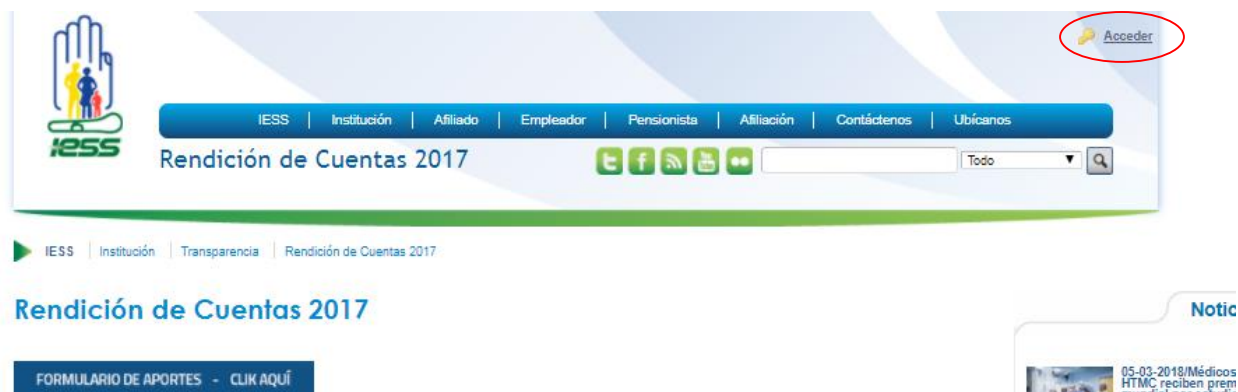 Acceder
iess
IESS | Institución | Afiliado | Empleador | Pensionista | Afiliación | Contáctenos | Ubícanos
Rendición de Cuentas 2017
Todo
IESS | Institución | Transparencia | Rendición de Cuentas 2017
Rendición de Cuentas 2017
Notic
FORMULARIO DE APORTES - CLIK AQUÍ
05-03-2018/Médicos
HTMC reciben prem